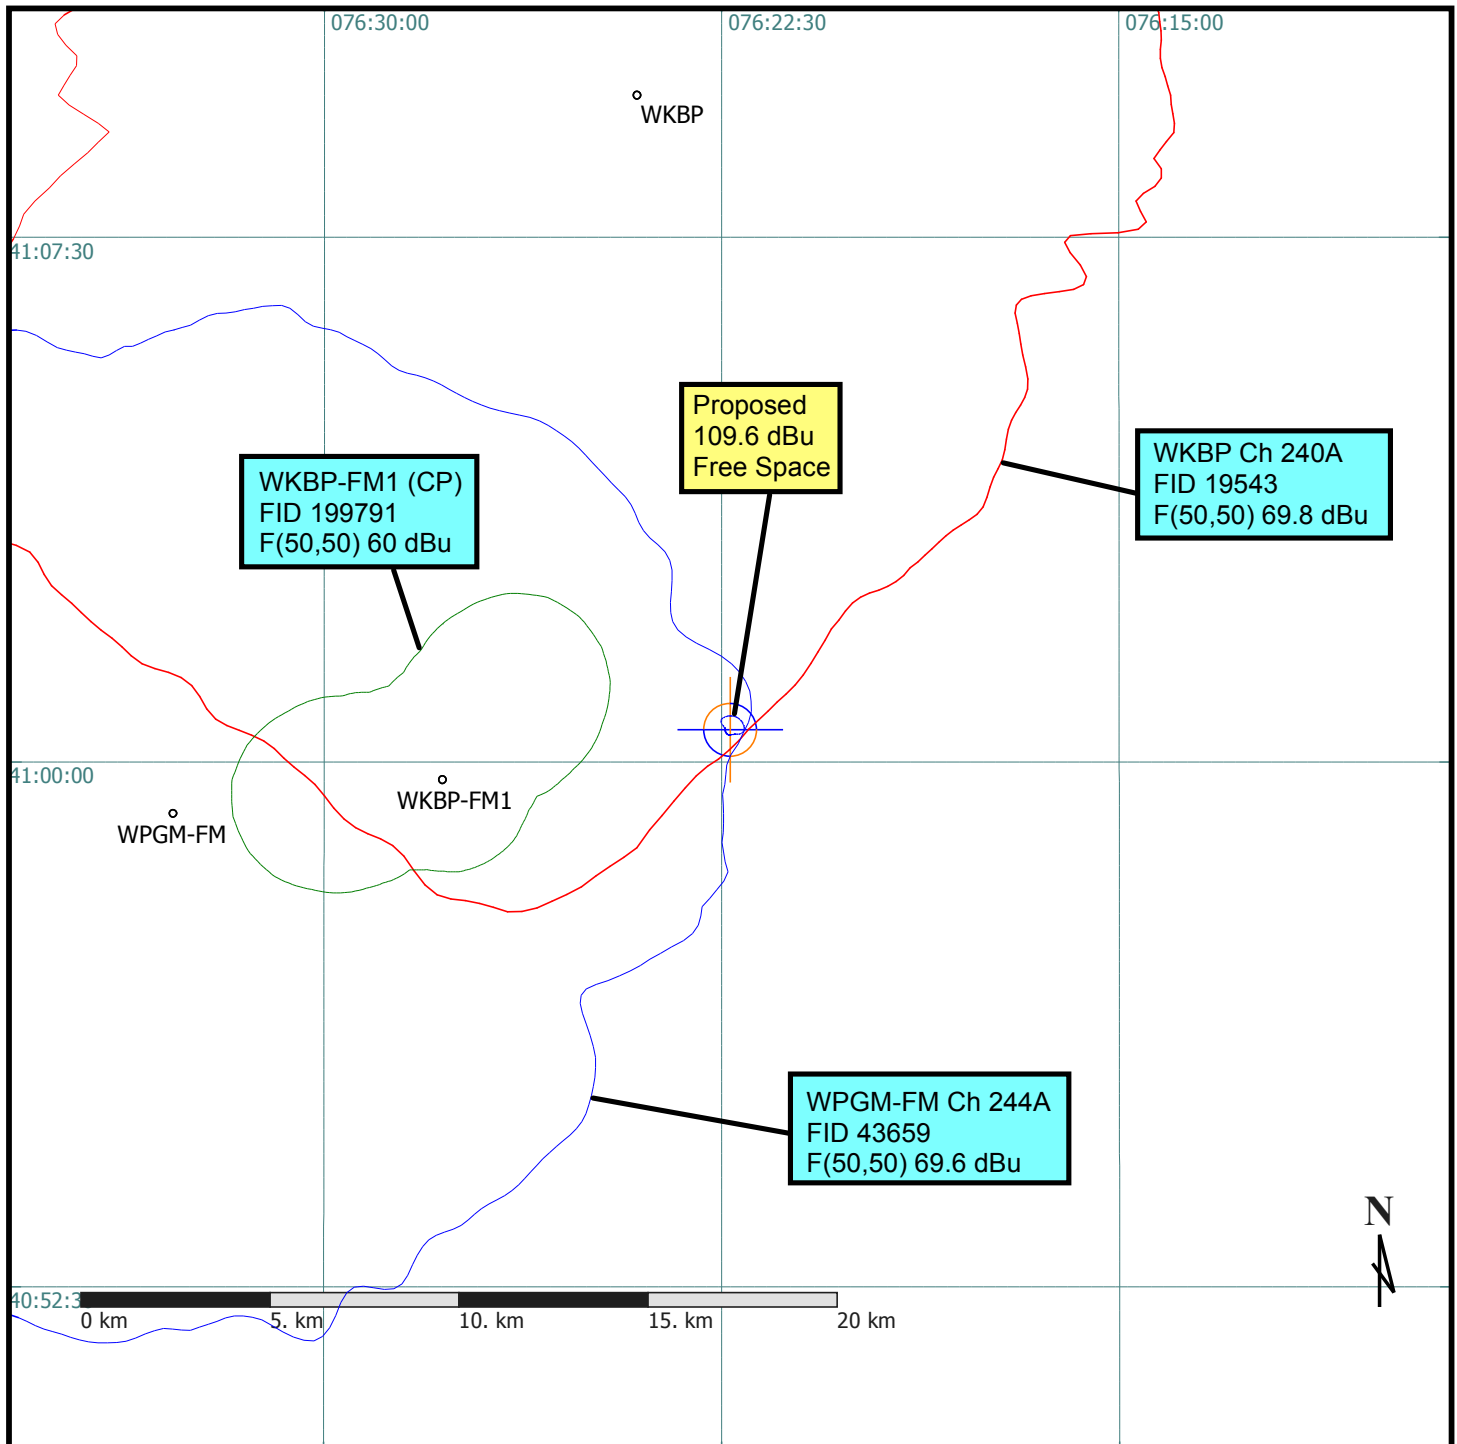 076:30:00
076:22:30
076:15:00
WKBP
41:07:30
Proposed
109.6 dBu
Free Space
WKBP Ch 240A
FID 19543
F(50,50) 69.8 dBu
WKBP-FM1 (CP)
FID 199791
F(50,50) 60 dBu
41:00:00
WKBP-FM1
WPGM-FM
WPGM-FM Ch 244A
FID 43659
F(50,50) 69.6 dBu
N
40:52:3
0 km
5. km
10. km
15. km
20 km